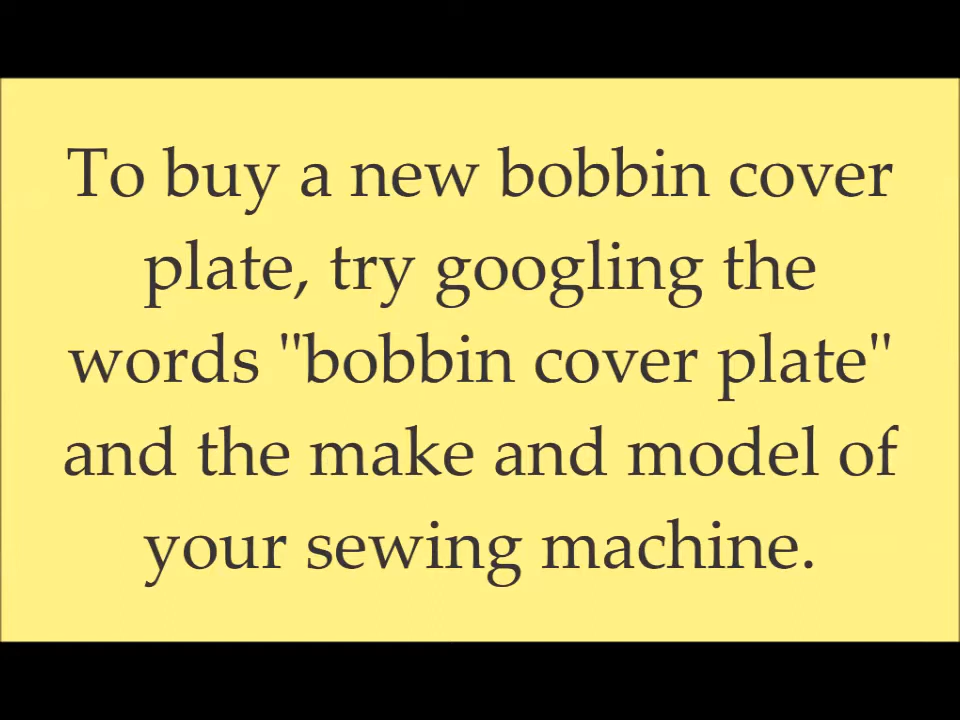 To buy a new bobbin cover
plate, try googling the
words "bobbin cover plate"
and the make and model of
your sewing machine.